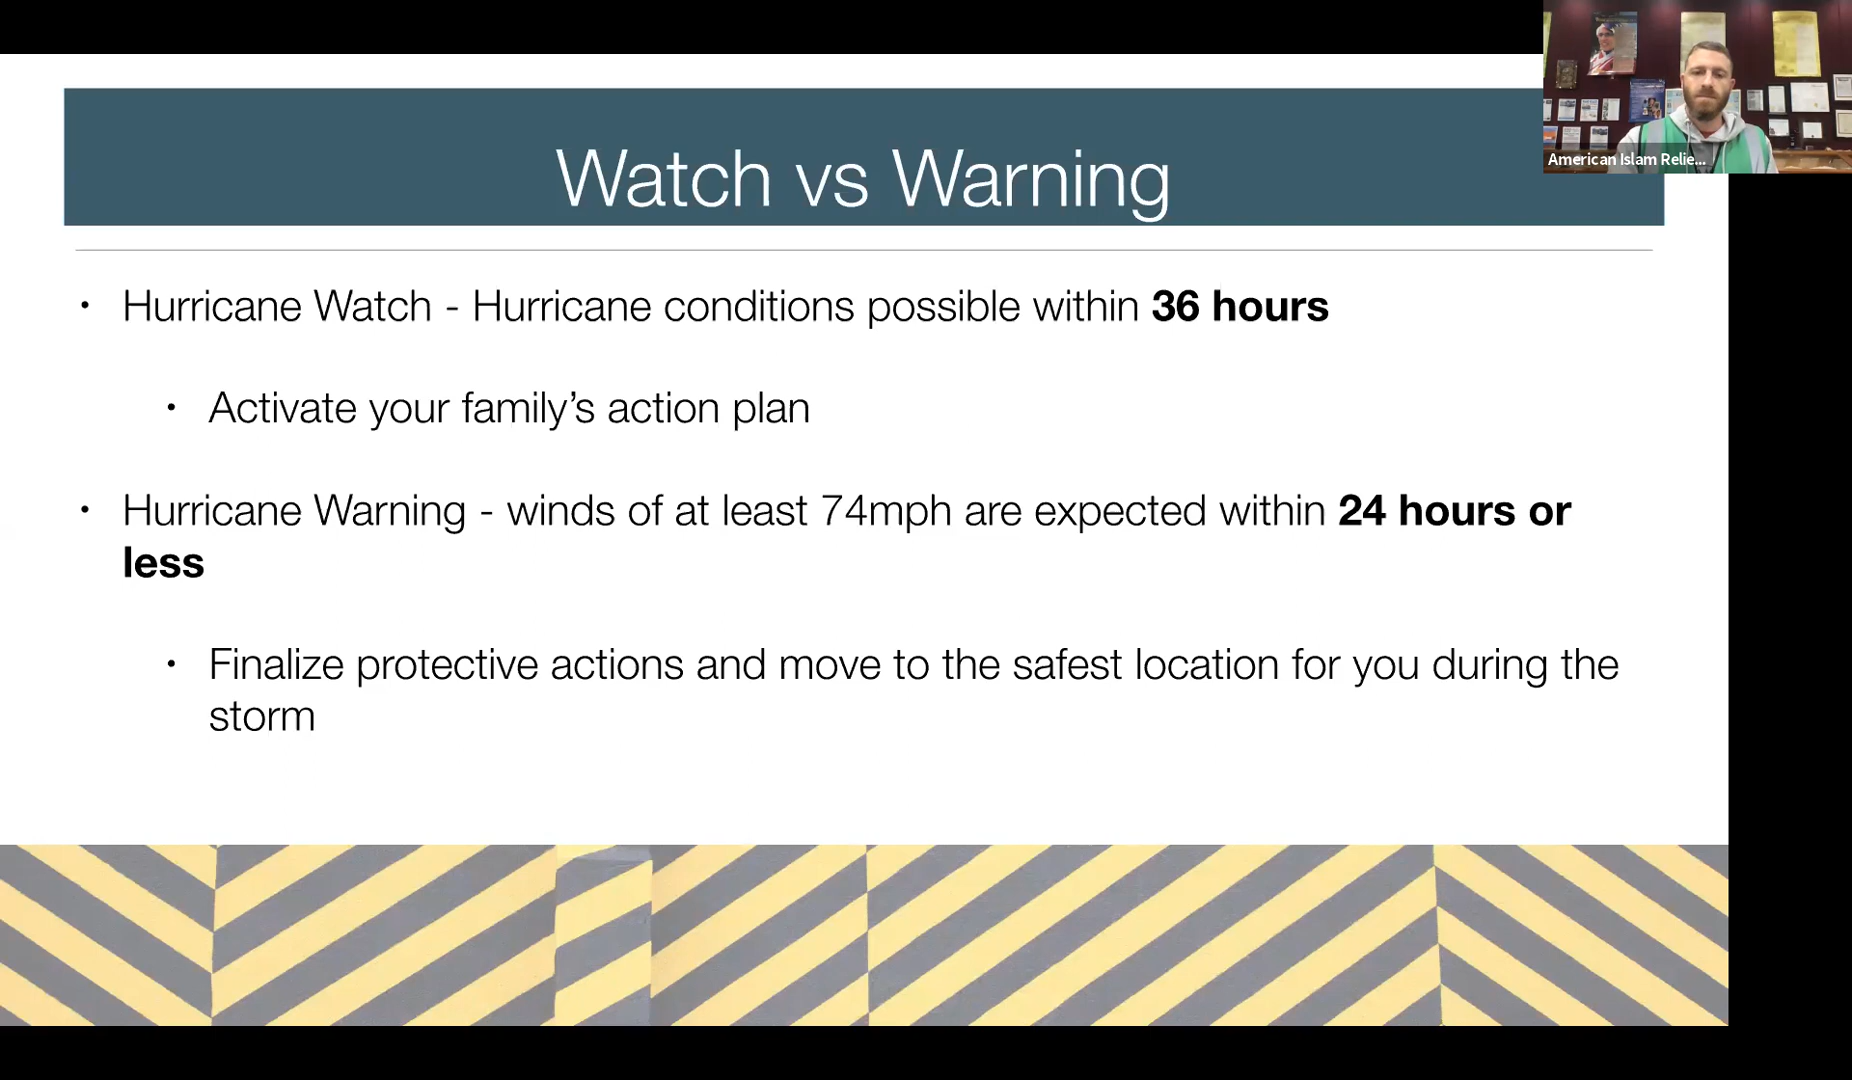 Watch vs Warning
American Islam Relie...
• Hurricane Watch - Hurricane conditions possible within 36 hours
• Activate your family’s action plan
• Hurricane Warning - winds of at least 74mph are expected within 24 hours or
less
• Finalize protective actions and move to the safest location for you during the
storm